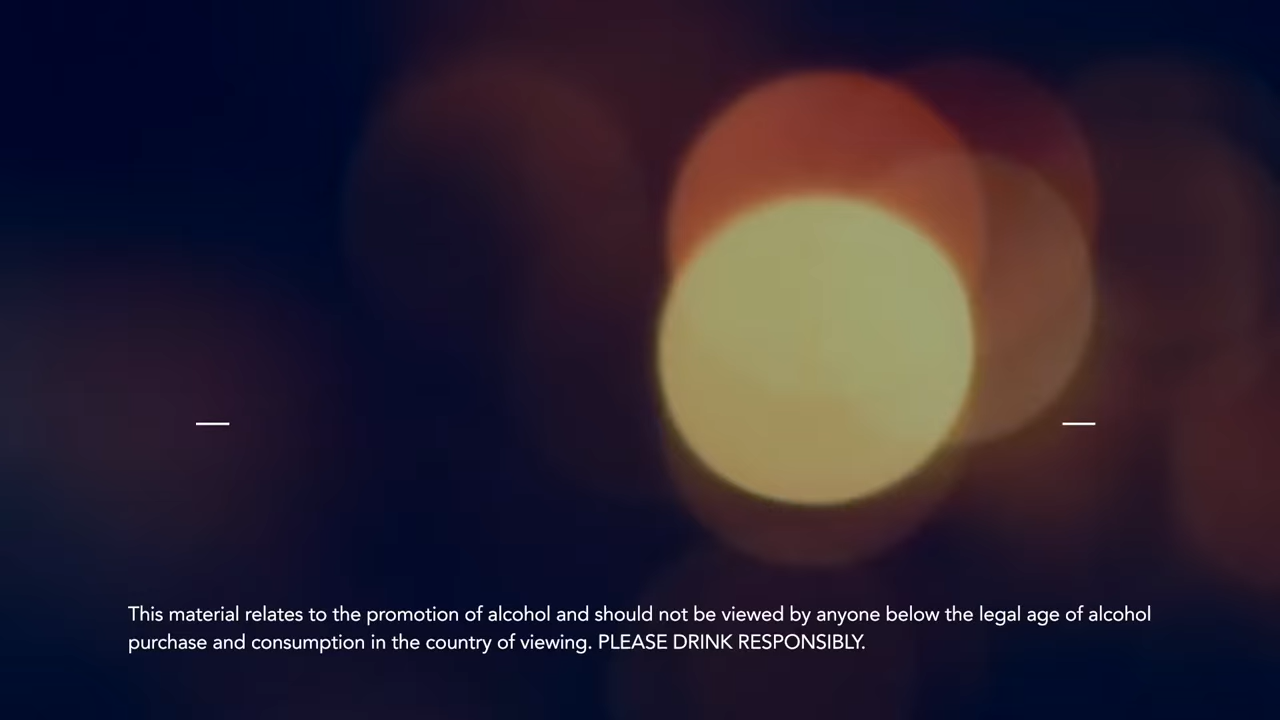 This material relates to the promotion of alcohol and should not be viewed by anyone below the legal age of alcohol
purchase and consumption in the country of viewing. PLEASE DRINK RESPONSIBLY.